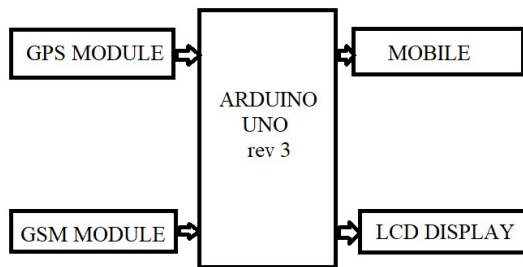 GPS MODULE
MOBILE
ARDUINO
UNO
rev 3
GSM MODULE
LCD DISPLAY